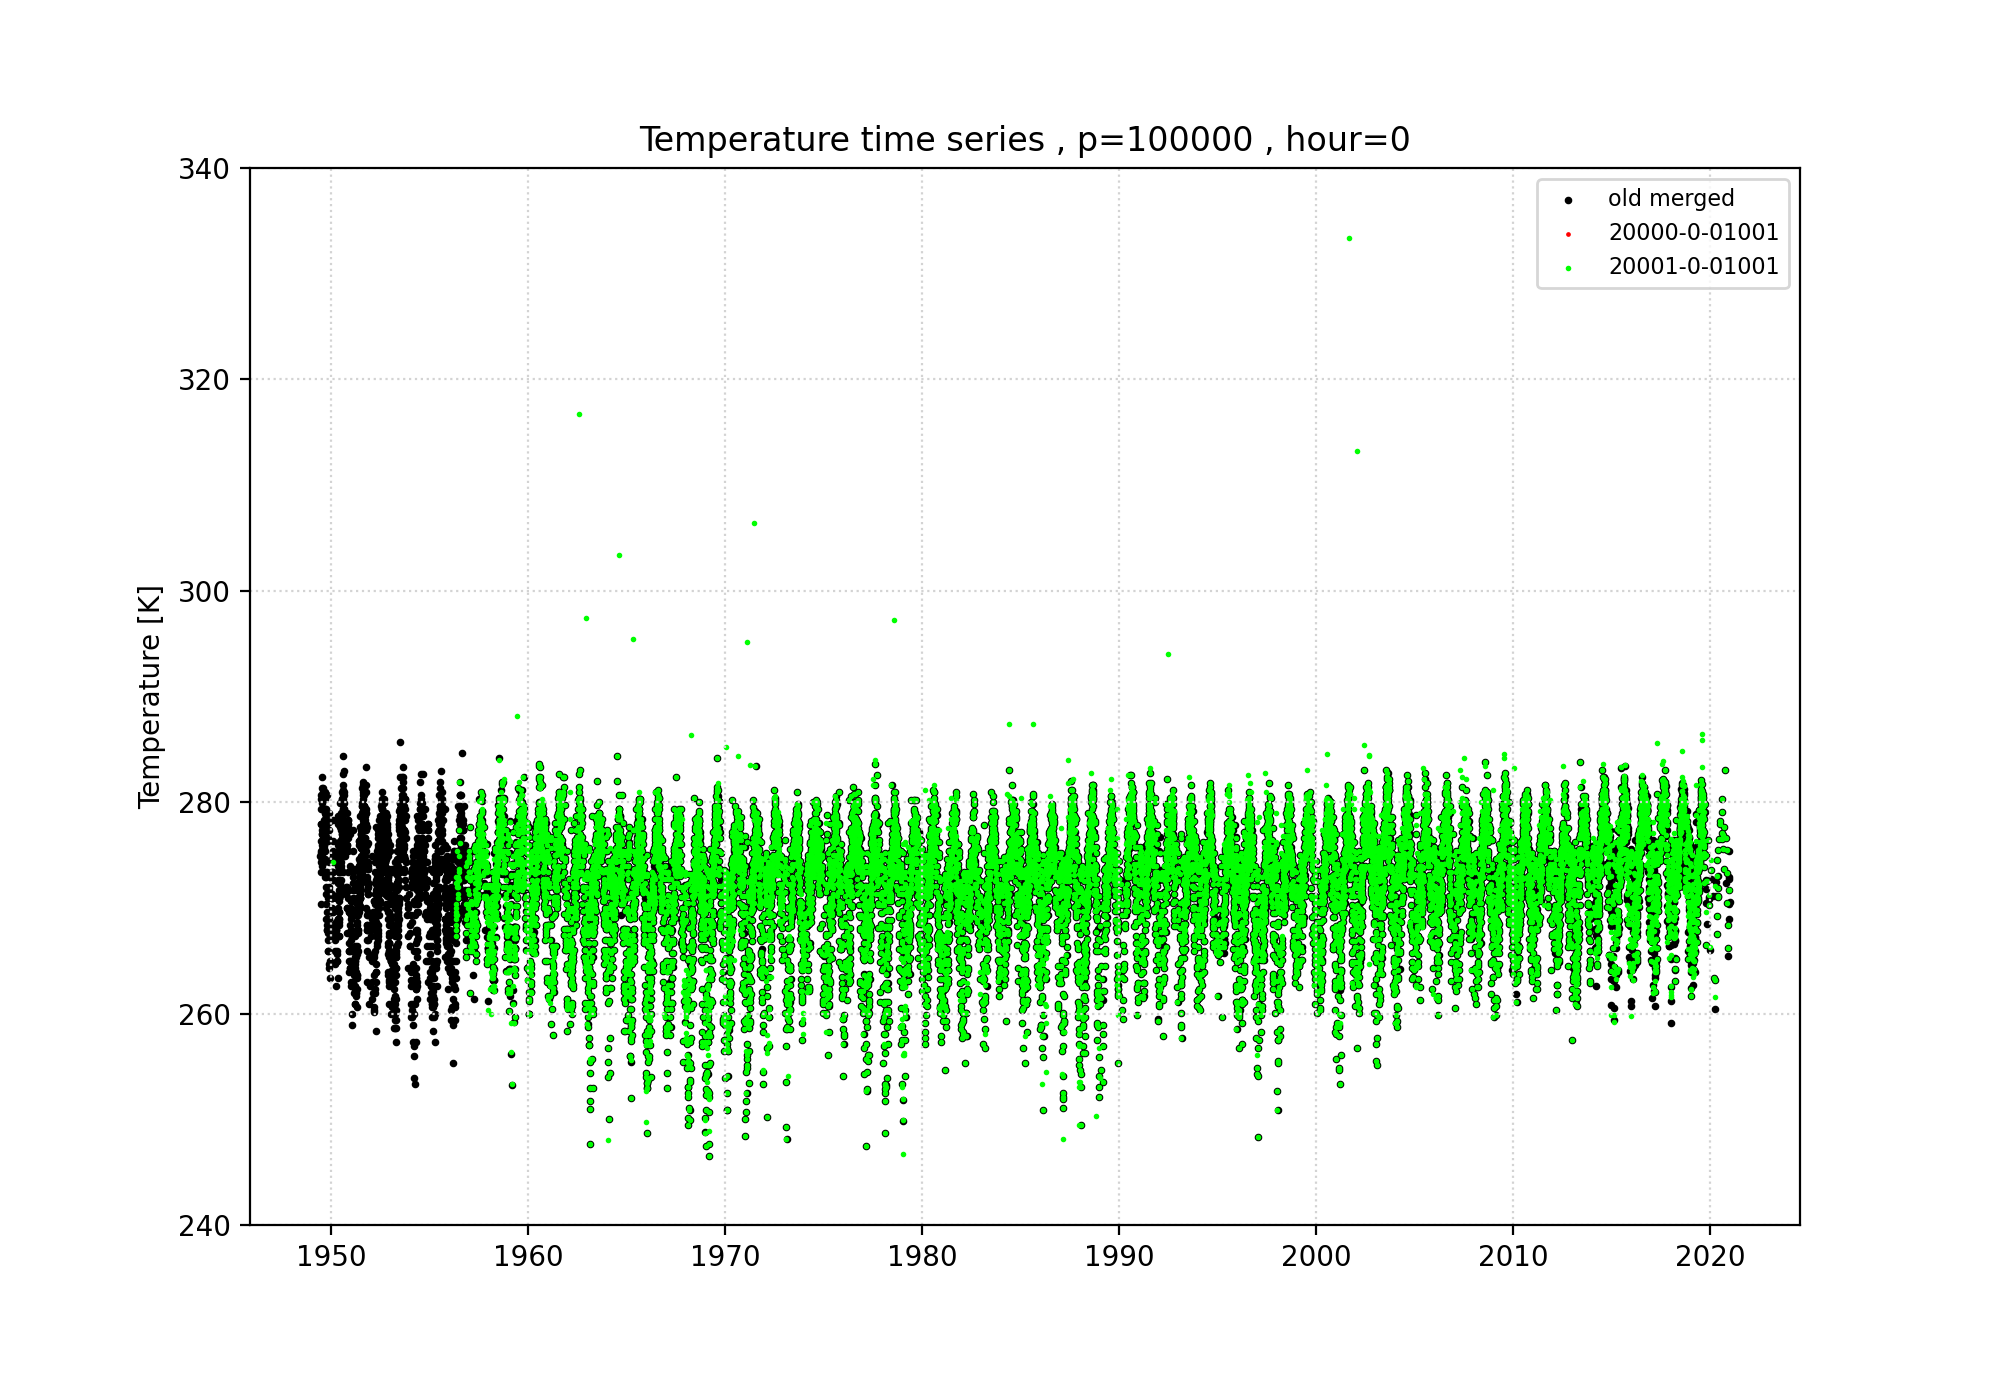 Temperature time series , p=100000 , hour=0
old merged
20000-0-01001
20001-0-01001
Temperature [K]
340
320
300
280
260
240
1950 1960 1970 1980 1990 2000 2010 2020